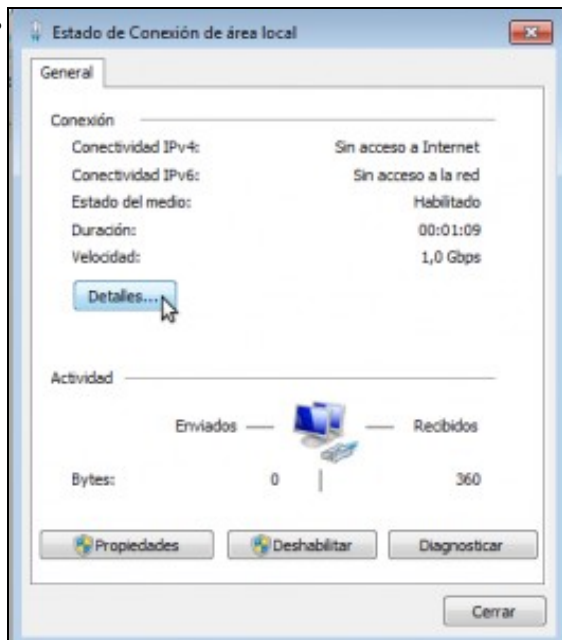 Estado de Conexión de área local
General
Conexión
Conectividad IPv4: Sin acceso a Internet
Conectividad IPv6: Sin acceso a la red
Estado del medio: Habilitado
Duración: 00:01:09
Velocidad: 1,0 Gbps
Detalles...
Actividad
Enviados Recibidos
Bytes: 0 360
Propiedades Deshabilitar Diagnosticar
Cerrar